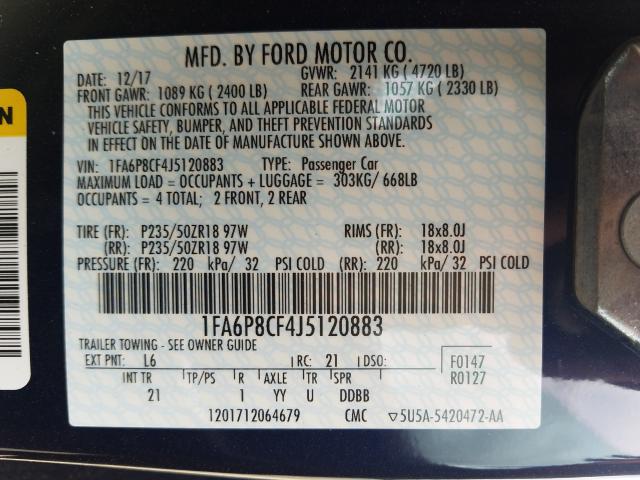 MFD. BY FORD MOTOR CO.
DATE: 12/17 GVWR: 2141 KG ( 4720 LB)
FRONT GAWR: 1089 KG ( 2400 LB) REAR GAWR: 1057 KG ( 2330 LB)
THIS VEHICLE CONFORMS TO ALL APPLICABLE FEDERAL MOTOR
VEHICLE SAFETY, BUMPER, AND THEFT PREVENTION STANDARDS
IN EFFECT ON THE DATE OF MANUFACTURE SHOWN ABOVE.
VIN: 1FA6P8CF4J5120883 TYPE: Passenger Car
MAXIMUM LOAD = OCCUPANTS + LUGGAGE = 303KG/ 668LB
OCCUPANTS = 4 TOTAL; 2 FRONT, 2 REAR
TIRE (FR): P235/50ZR18 97W RIMS (FR): 18x8.0J
(RR): P235/50ZR18 97W (RR): 18x8.0J
PRESSURE (FR): 220 kPa/ 32 PSI COLD (RR): 220 kPa/ 32 PSI COLD
1FA6P8CF4J5120883
TRAILER TOWING - SEE OWNER GUIDE
EXT PNT: L6 RC: 21 DSO: F0147
R0127
INT TR TP/PS R AXLE TR SPR
21 1 YY U DDBB
1201712064679 CMC ▽5U5A-5420472-AA